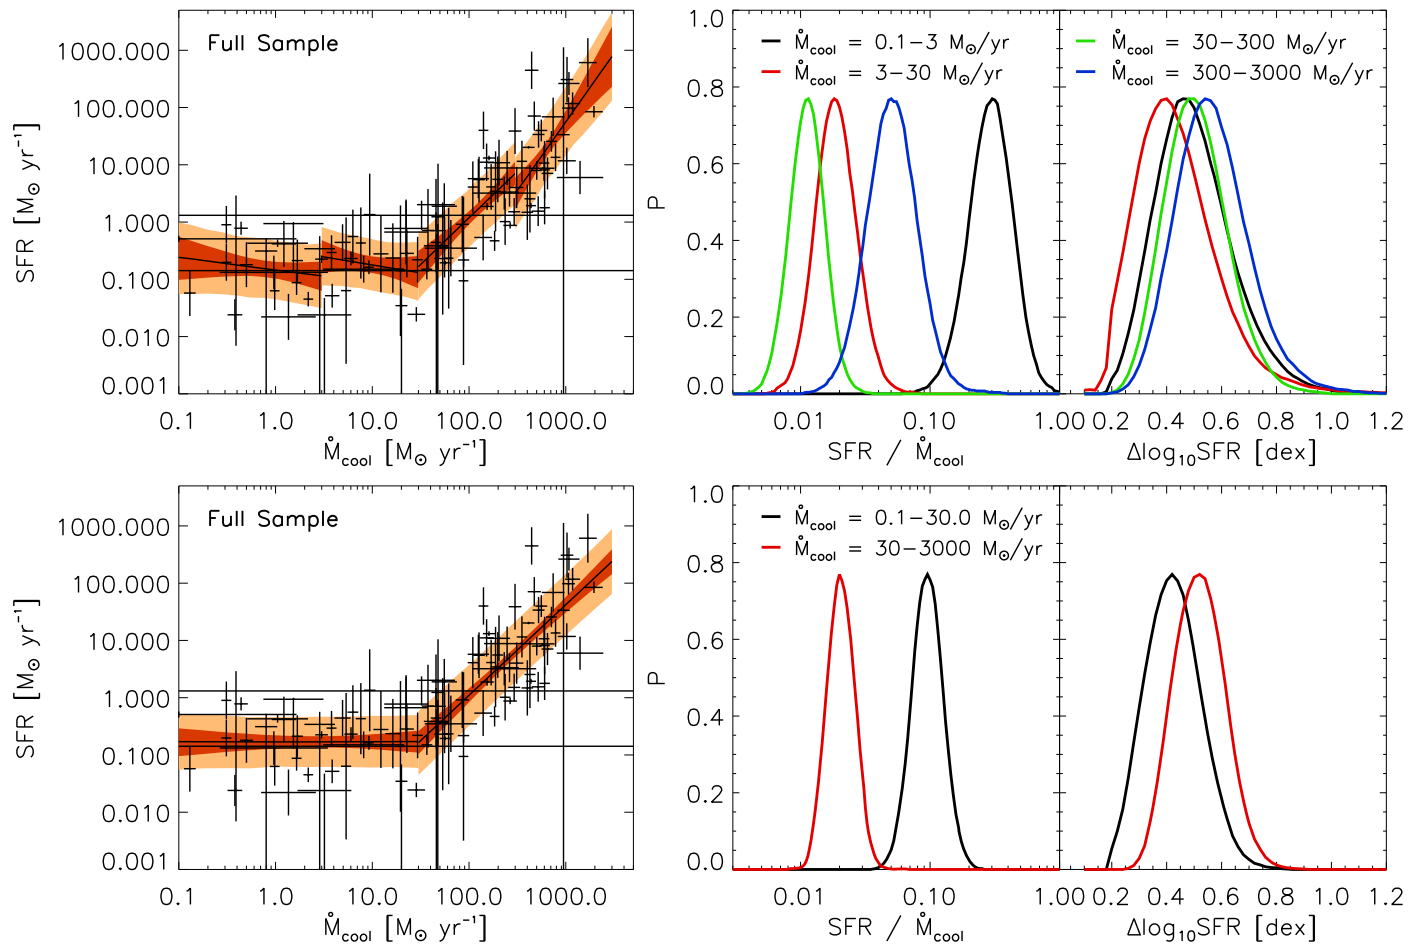 Full Sample
1000.000
100.000
10.000
1.000
0.100
0.010
0.001
SFR [M⊙ yr⁻¹]
0.1 1.0 10.0 100.0 1000.0
Ṁcool [M⊙ yr⁻¹]
Ṁcool = 0.1−3 M⊙/yr
Ṁcool = 3−30 M⊙/yr
1.0
0.8
0.6
0.4
0.2
0.0
P
0.01 0.10 1.00
SFR / Ṁcool
Ṁcool = 30−300 M⊙/yr
Ṁcool = 300−3000 M⊙/yr
0.2 0.4 0.6 0.8 1.0 1.2
Δlog₁₀SFR [dex]
Full Sample
1000.000
100.000
10.000
1.000
0.100
0.010
0.001
SFR [M⊙ yr⁻¹]
0.1 1.0 10.0 100.0 1000.0
Ṁcool [M⊙ yr⁻¹]
Ṁcool = 0.1−30.0 M⊙/yr
Ṁcool = 30−3000 M⊙/yr
1.0
0.8
0.6
0.4
0.2
0.0
P
0.01 0.10 1.00
SFR / Ṁcool
0.2 0.4 0.6 0.8 1.0 1.2
Δlog₁₀SFR [dex]